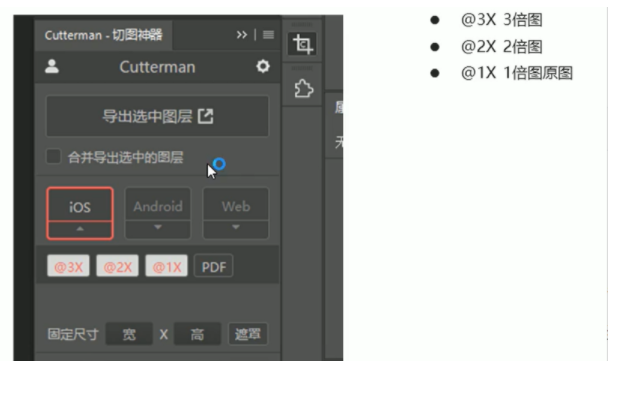 Cutterman - 切图神器
Cutterman
导出选中图层
合并导出选中的图层
iOS
Android
Web
@3X
@2X
@1X
PDF
固定尺寸
宽
X
高
遮罩
@3X 3倍图
@2X 2倍图
@1X 1倍图原图